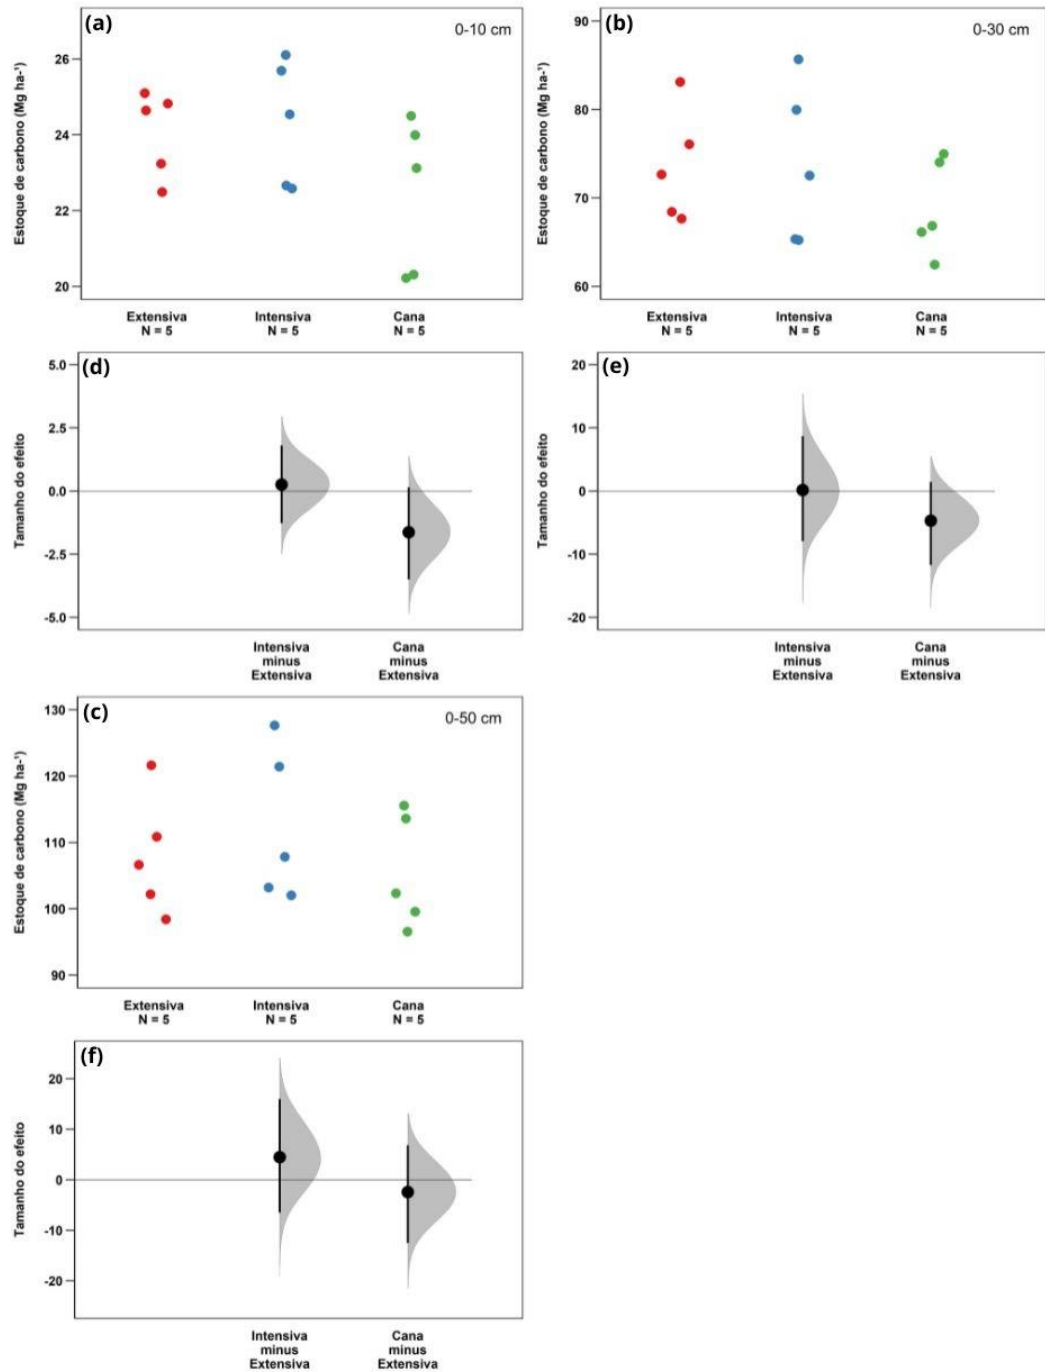 (a)
0-10 cm
Estoque de carbono (Mg ha-¹)
26
24
22
20
Extensiva
N = 5
Intensiva
N = 5
Cana
N = 5
(b)
0-30 cm
Estoque de carbono (Mg ha-¹)
90
80
70
60
Extensiva
N = 5
Intensiva
N = 5
Cana
N = 5
(d)
Tamanho do efeito
5.0
2.5
0.0
-2.5
-5.0
Intensiva
minus
Extensiva
Cana
minus
Extensiva
(e)
Tamanho do efeito
20
10
0
-10
-20
Intensiva
minus
Extensiva
Cana
minus
Extensiva
(c)
0-50 cm
Estoque de carbono (Mg ha-¹)
130
120
110
100
90
Extensiva
N = 5
Intensiva
N = 5
Cana
N = 5
(f)
Tamanho do efeito
20
10
0
-10
-20
Intensiva
minus
Extensiva
Cana
minus
Extensiva